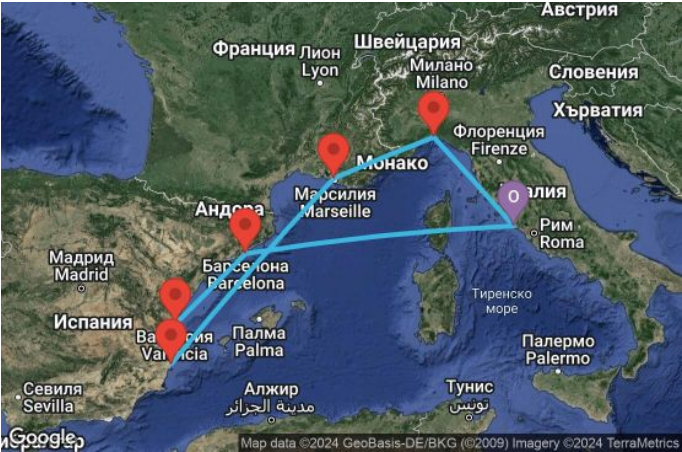 Австрия
Франция
Лион
Lyon
Швейцария
Милано
Milano
Словения
Хърватия
Флоренция
Firenze
Монако
Марсилия
Marseille
Андора
О
Рим
Roma
Барселона
Barcelona
Мадрид
Madrid
Тиренско
море
Испания
Палма
Palma
Палермо
Palermo
Севиля
Sevilla
Алжир
مدينة الجزائر
Тунис
تونس
Google
Map data ©2024 GeoBasis-DE/BKG (©2009) Imagery ©2024 TerraMetrics